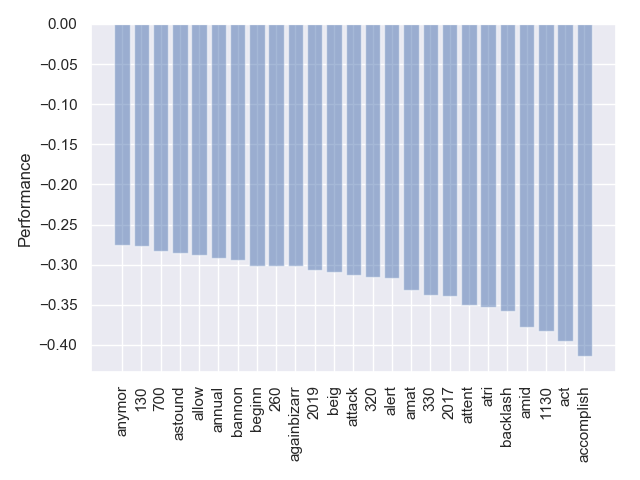 0.00
−0.05
−0.10
−0.15
−0.20
−0.25
−0.30
−0.35
−0.40
Performance
anymor
130
700
astound
allow
annual
bannon
beginn
260
againbizarr
2019
beig
attack
320
alert
amat
330
2017
attent
atri
backlash
amid
1130
act
accomplish